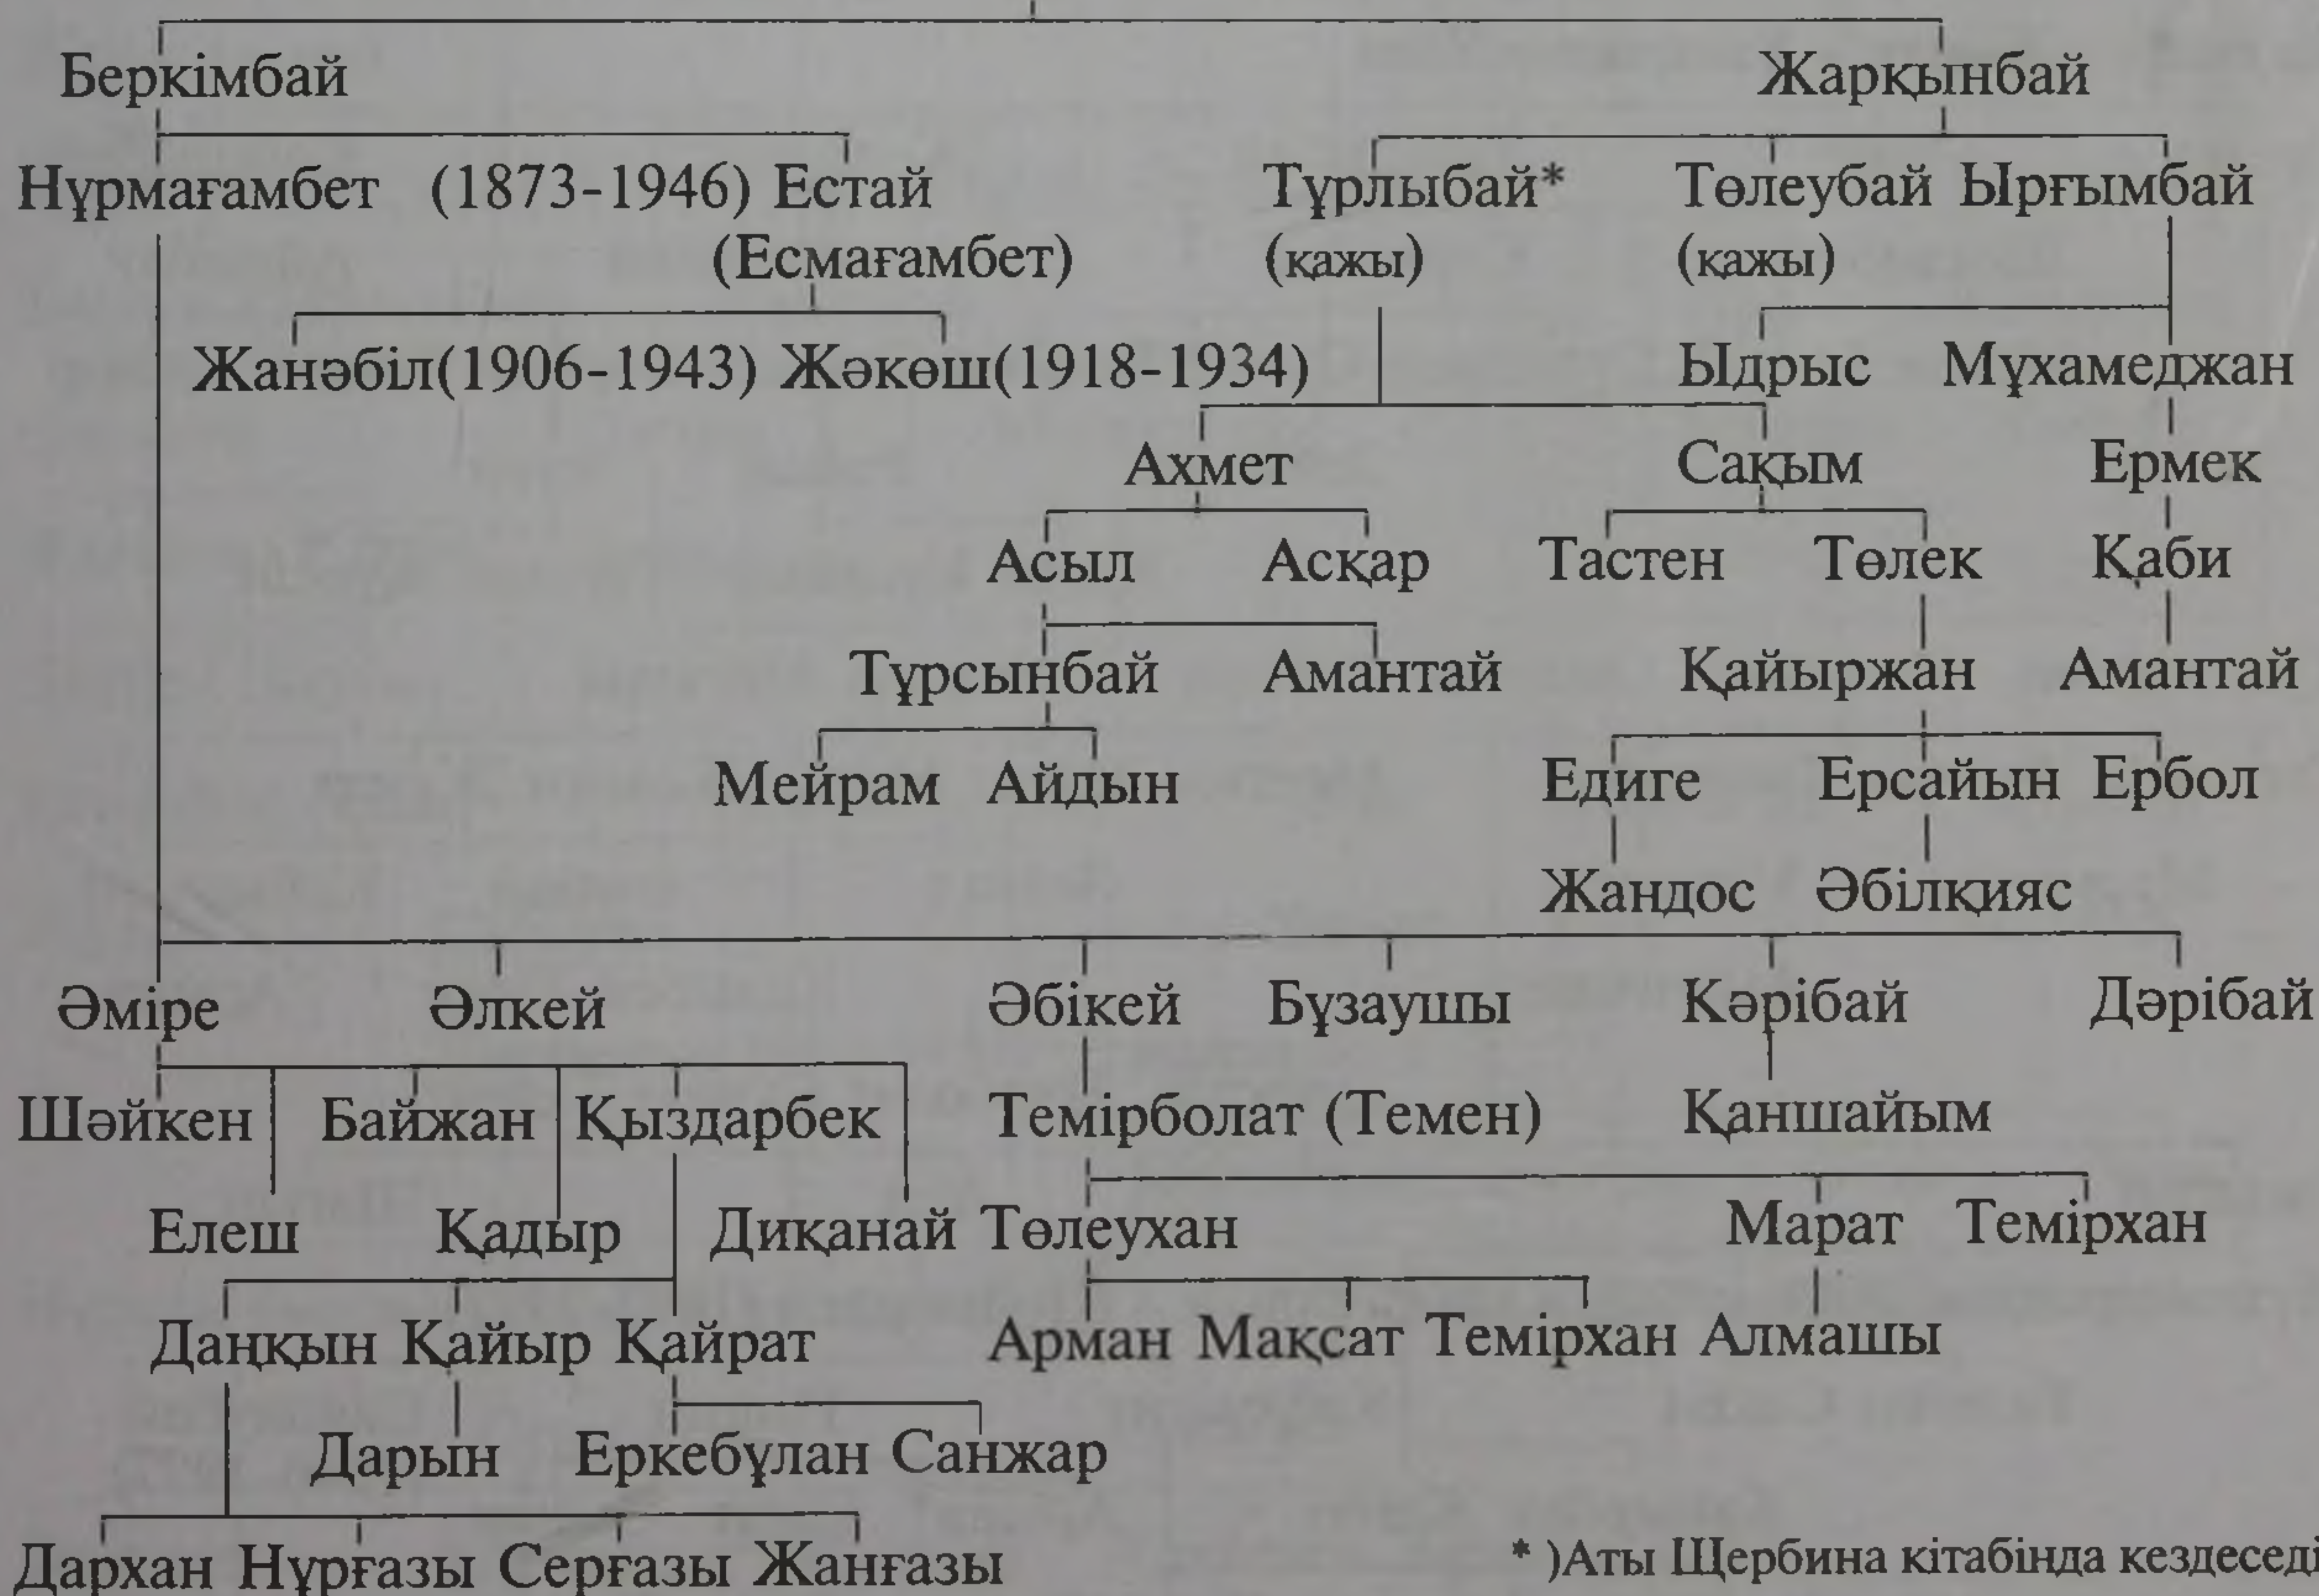 Беркімбай Жарқынбай
Нұрмағамбет (1873-1946) Естай Тұрлыбай* Төлеубай Ырғымбай
(Есмағамбет) (қажы) (қажы)
Жанәбіл(1906-1943) Жәкөш(1918-1934) Ыдрыс Мұхамеджан
Ахмет Сақым Ермек
Асыл Асқар Тастен Төлек Қаби
Тұрсынбай Амантай Қайыржан Амантай
Мейрам Айдын Едиге Ерсайын Ербол
Жандос Әбілқияс
Әміре Әлкей Әбікей Бұзаушы Кәрібай Дәрібай
Шәйкен Байжан Қыздарбек Темірболат (Темен) Қаншайым
Елеш Қадыр Диқанай Төлеухан Марат Темірхан
Даңқын Қайыр Қайрат Арман Мақсат Темірхан Алмашы
Дарын Еркебұлан Санжар
Дархан Нұрғазы Серғазы Жанғазы * )Аты Щербина кітабінда кездеседі